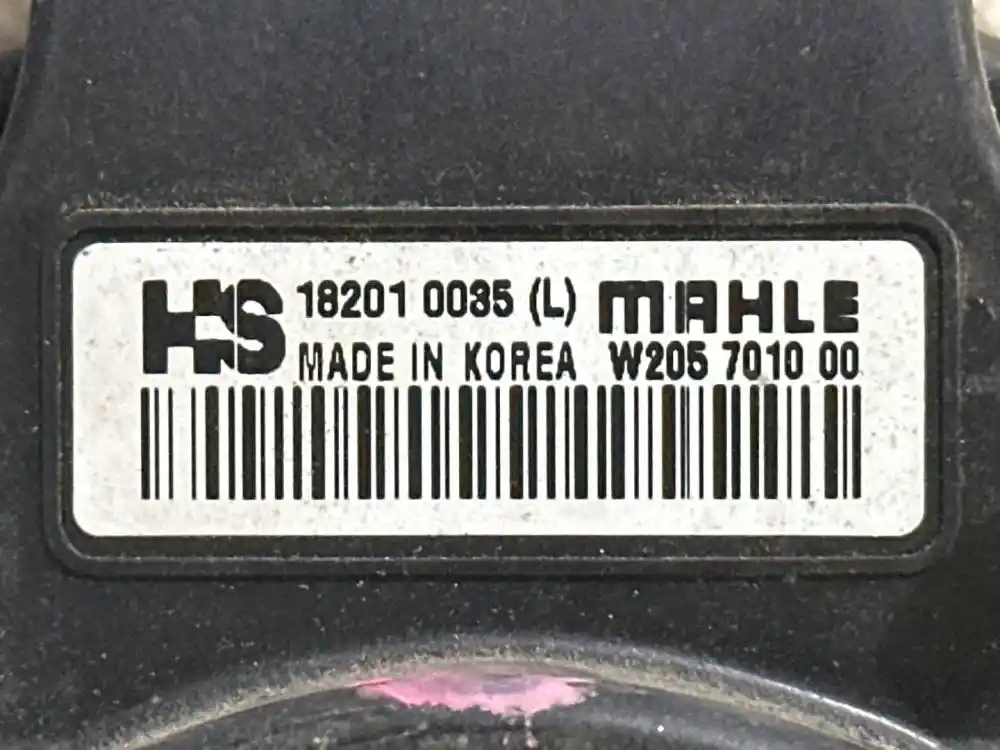 HS 18201 0035 (L) MAHLE
MADE IN KOREA W205 7010 00